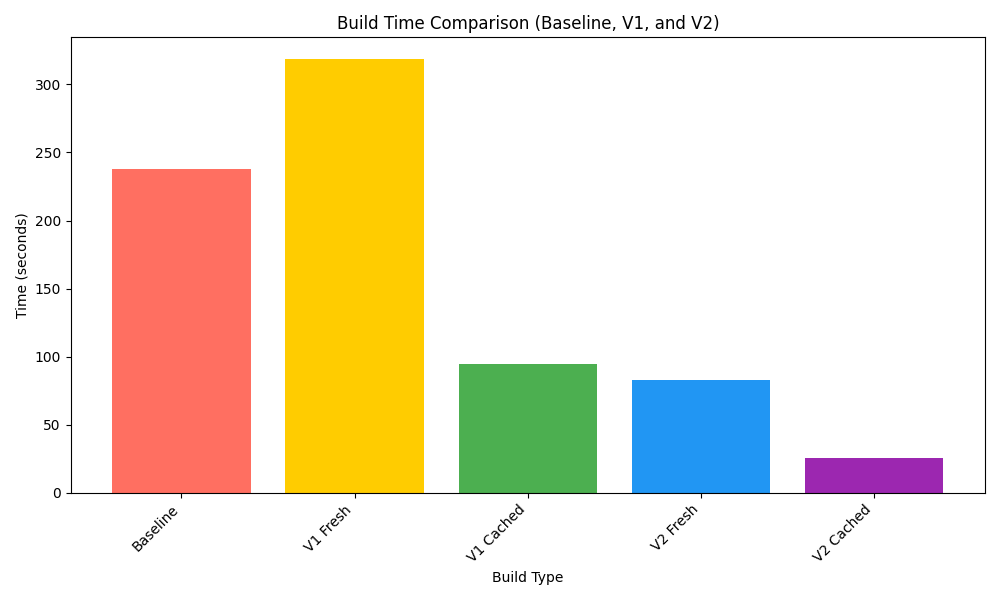 Build Time Comparison (Baseline, V1, and V2)
Time (seconds)
300
250
200
150
100
50
0
Baseline
V1 Fresh
V1 Cached
V2 Fresh
V2 Cached
Build Type